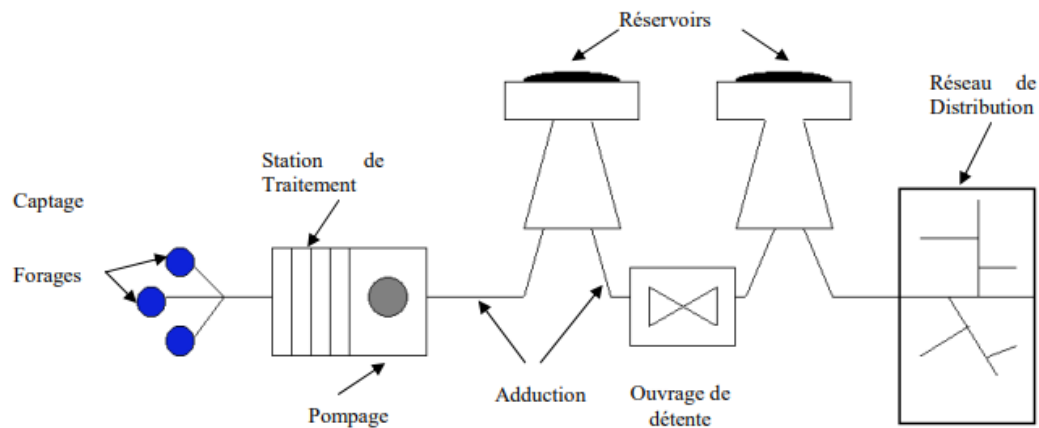 Réservoirs
Réseau de
Distribution
Station de
Traitement
Captage
Forages
Adduction
Ouvrage de
détente
Pompage